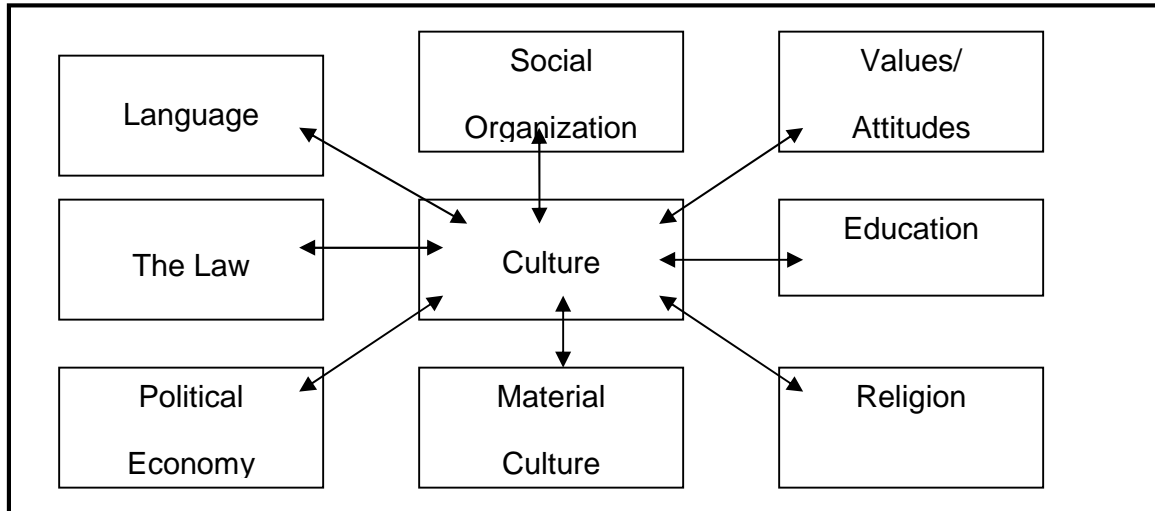 Language
Social
Organization
Values/
Attitudes
The Law
Culture
Education
Political
Economy
Material
Culture
Religion